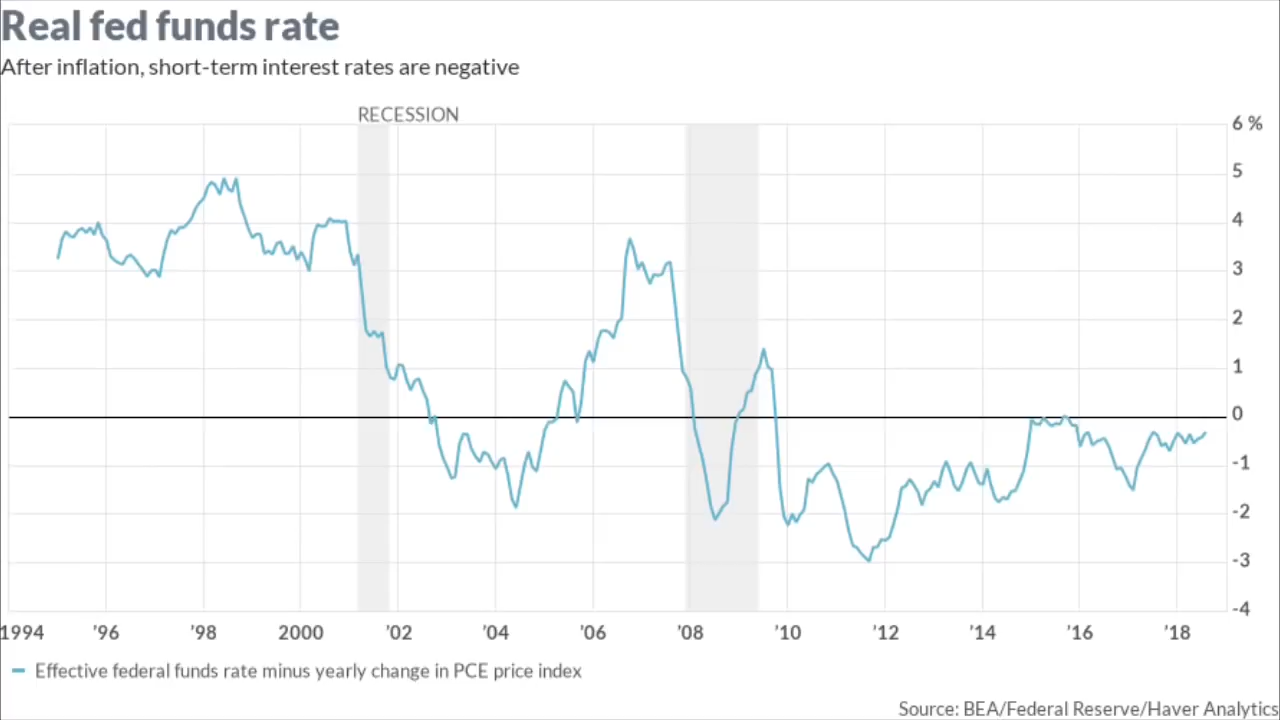 Real fed funds rate
After inflation, short-term interest rates are negative
RECESSION
6 %
5
4
3
2
1
0
-1
-2
-3
-4
1994 ’96 ’98 2000 ’02 ’04 ’06 ’08 ’10 ’12 ’14 ’16 ’18
Effective federal funds rate minus yearly change in PCE price index
Source: BEA/Federal Reserve/Haver Analytics